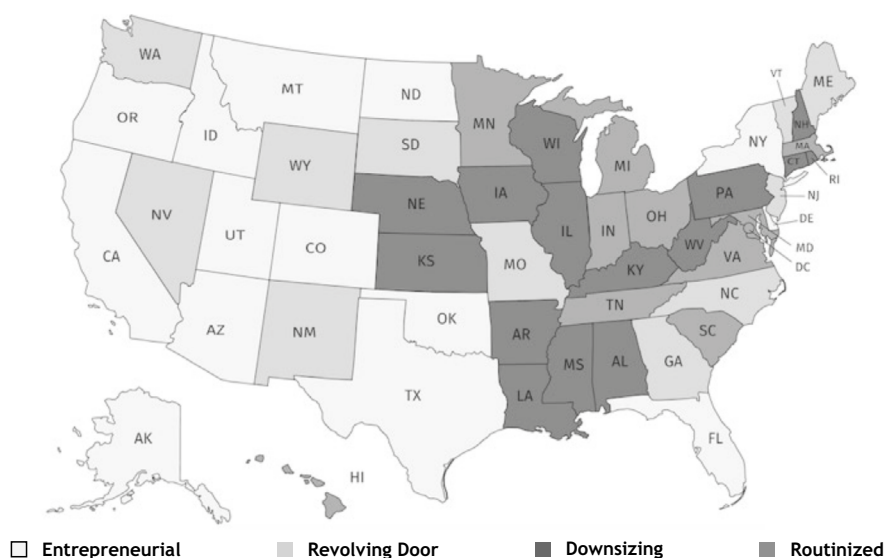 WA
VT
ME
MT
ND
OR
MN
NH
ID
SD
WI
NY
MA
WY
MI
CT
RI
IA
PA
NJ
NE
NV
OH
DE
UT
IL
IN
MD
CA
CO
WV
VA
DC
KS
MO
KY
NC
TN
OK
AZ
NM
AR
SC
MS
AL
GA
TX
LA
AK
FL
HI
Entrepreneurial Revolving Door Downsizing Routinized